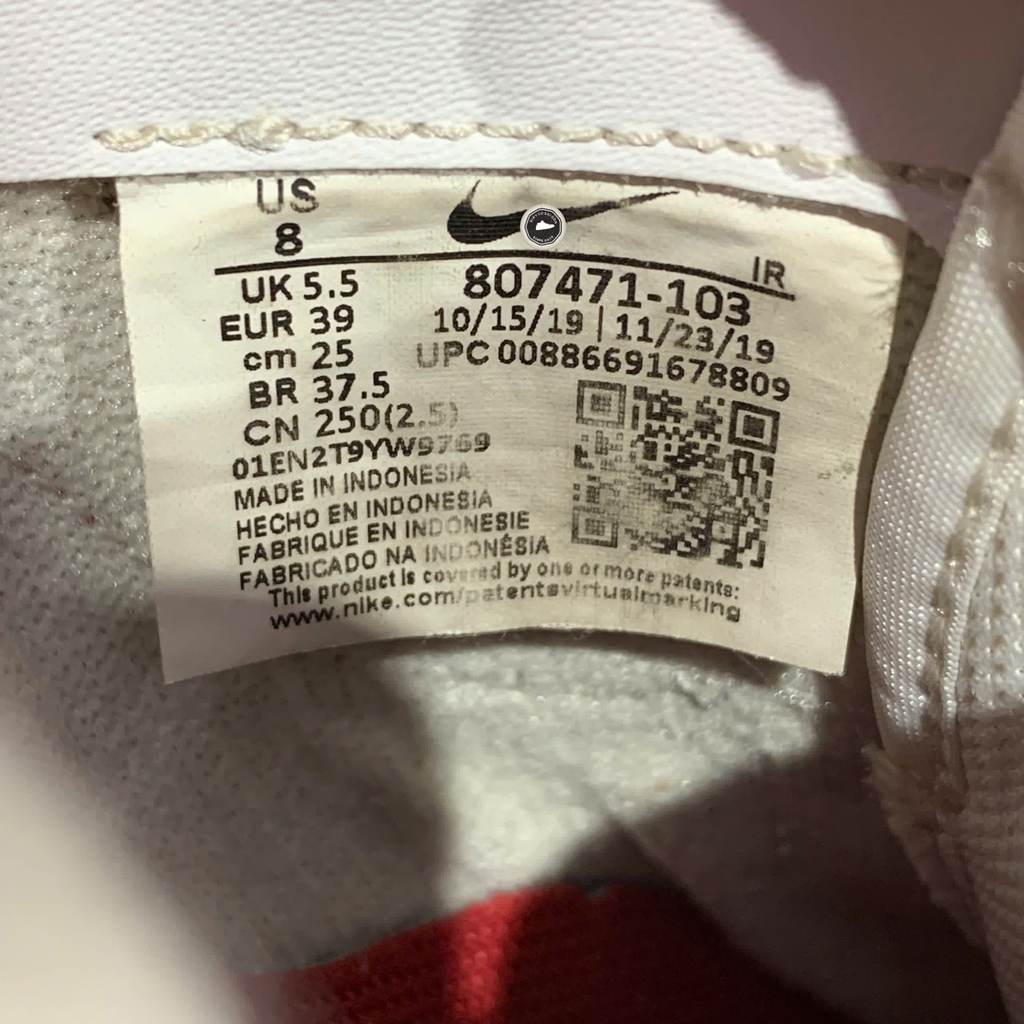 US
8
IR
UK 5.5
807471-103
EUR 39
10/15/19 | 11/23/19
cm 25
UPC 00886691678809
BR 37.5
CN 250(2.5)
01EN2T9YW9769
MADE IN INDONESIA
HECHO EN INDONESIA
FABRIQUE EN INDONESIE
FABRICADO NA INDONÉSIA
This product is covered by one or more patents:
www.nike.com/patentsvirtualmarking